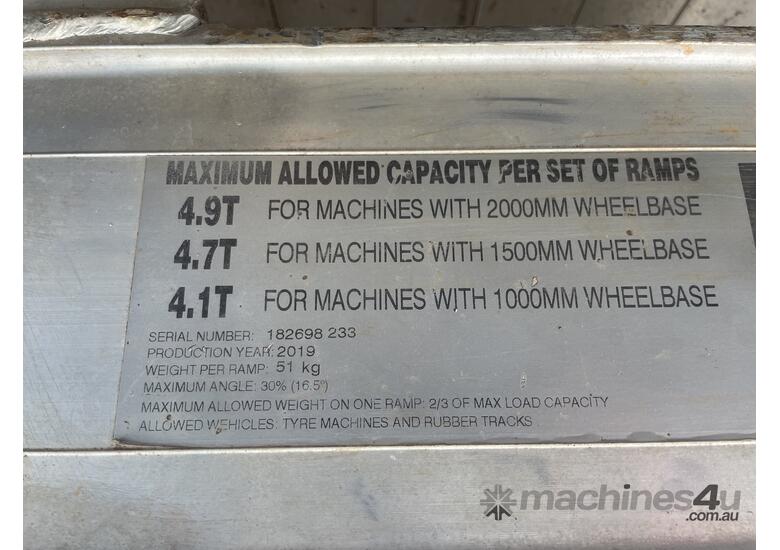 MAXIMUM ALLOWED CAPACITY PER SET OF RAMPS
4.9T FOR MACHINES WITH 2000MM WHEELBASE
4.7T FOR MACHINES WITH 1500MM WHEELBASE
4.1T FOR MACHINES WITH 1000MM WHEELBASE
SERIAL NUMBER: 182698 233
PRODUCTION YEAR: 2019
WEIGHT PER RAMP: 51 kg
MAXIMUM ANGLE: 30% (16.5°)
MAXIMUM ALLOWED WEIGHT ON ONE RAMP: 2/3 OF MAX LOAD CAPACITY
ALLOWED VEHICLES: TYRE MACHINES AND RUBBER TRACKS
machines4u
.com.au